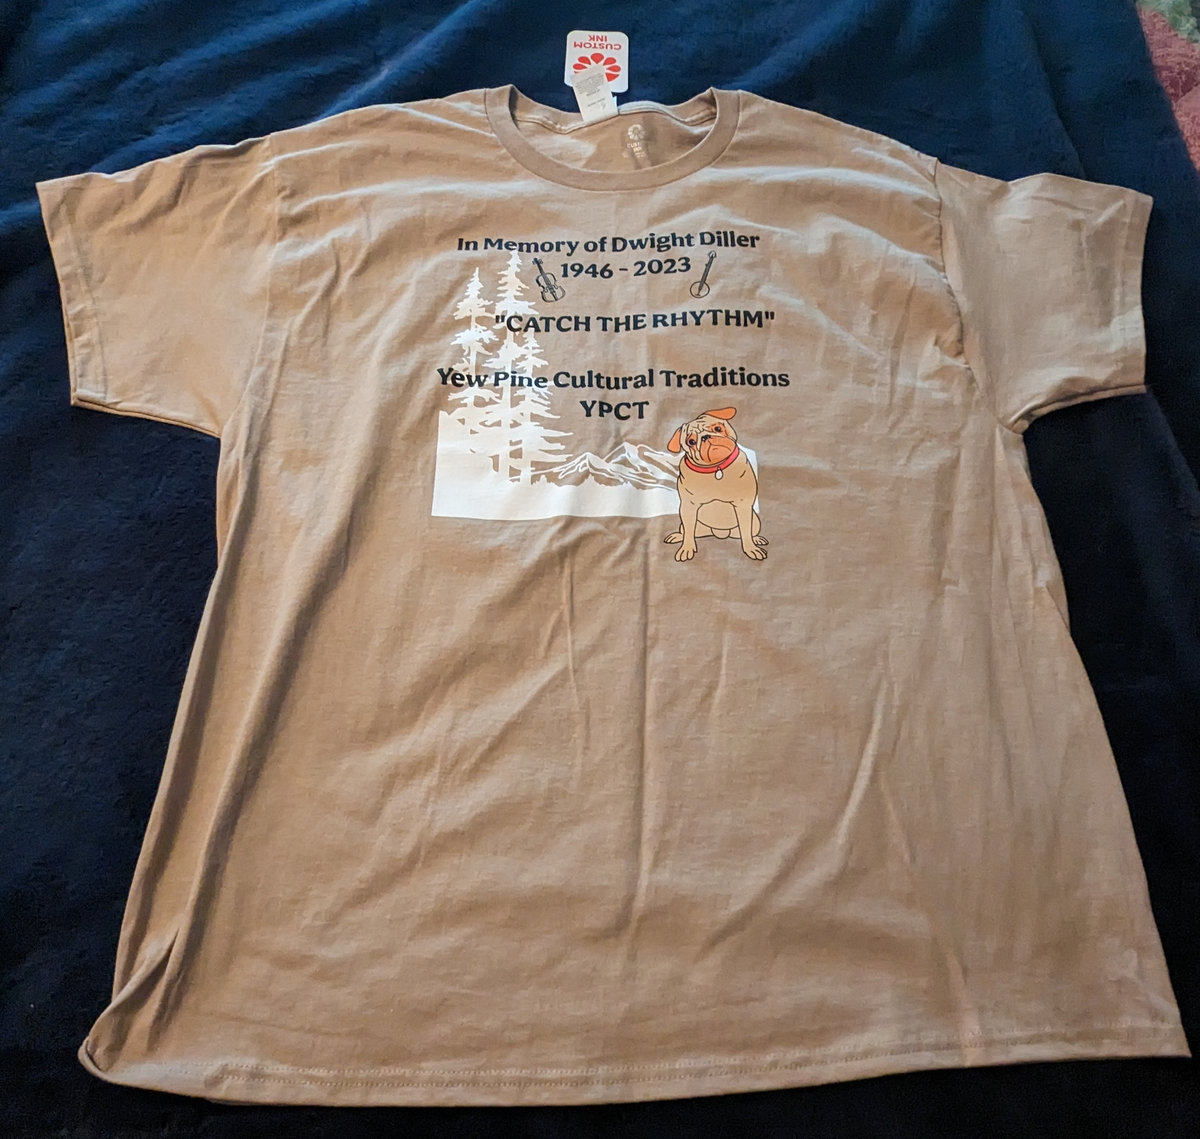 CUSTOM
INK
In Memory of Dwight Diller
1946 - 2023
"CATCH THE RHYTHM"
Yew Pine Cultural Traditions
YPCT